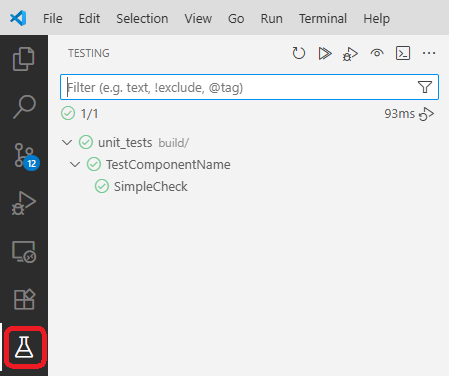 File Edit Selection View Go Run Terminal Help
TESTING
Filter (e.g. text, !exclude, @tag)
1/1 93ms
12
unit_tests build/
TestComponentName
SimpleCheck